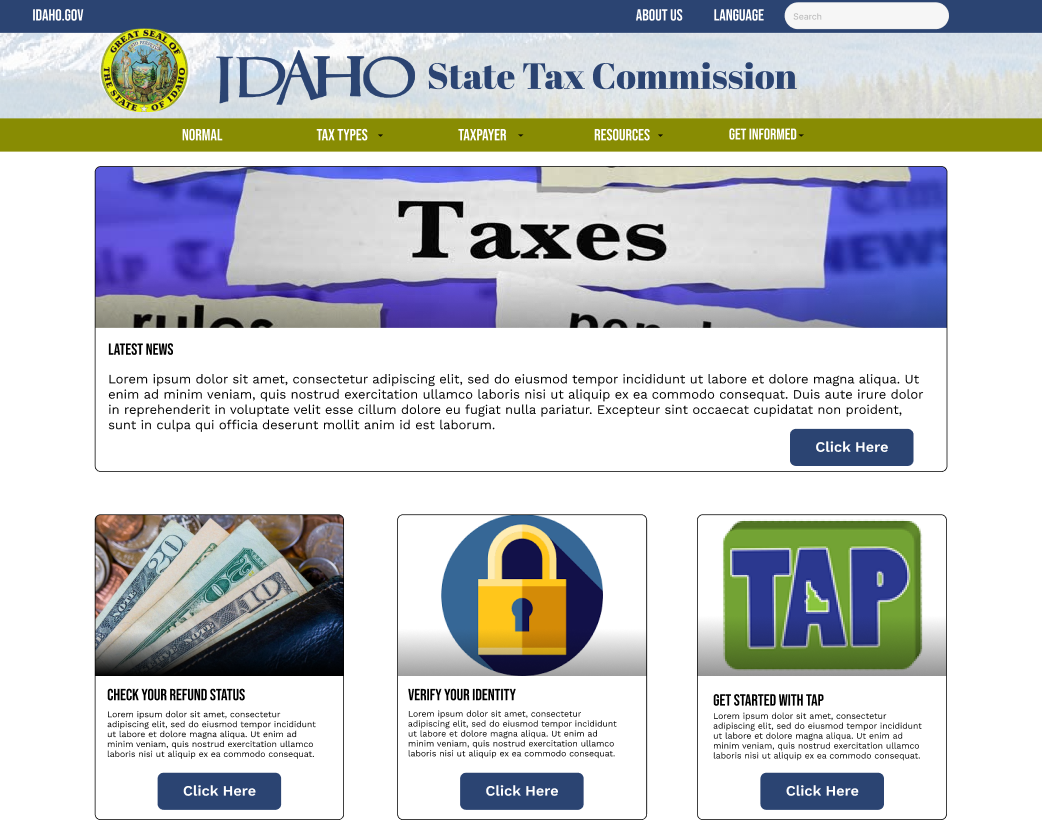 IDAHO.GOV
ABOUT US
LANGUAGE
Search
GREAT SEAL OF
THE STATE OF IDAHO
IDAHO State Tax Commission
NORMAL
TAX TYPES
TAXPAYER
RESOURCES
GET INFORMED
Taxes
NEWS
rules
LATEST NEWS
Lorem ipsum dolor sit amet, consectetur adipiscing elit, sed do eiusmod tempor incididunt ut labore et dolore magna aliqua. Ut
enim ad minim veniam, quis nostrud exercitation ullamco laboris nisi ut aliquip ex ea commodo consequat. Duis aute irure dolor
in reprehenderit in voluptate velit esse cillum dolore eu fugiat nulla pariatur. Excepteur sint occaecat cupidatat non proident,
sunt in culpa qui officia deserunt mollit anim id est laborum.
Click Here
20
20
10
CHECK YOUR REFUND STATUS
Lorem ipsum dolor sit amet, consectetur
adipiscing elit, sed do eiusmod tempor incididunt
ut labore et dolore magna aliqua. Ut enim ad
minim veniam, quis nostrud exercitation ullamco
laboris nisi ut aliquip ex ea commodo consequat.
Click Here
VERIFY YOUR IDENTITY
Lorem ipsum dolor sit amet, consectetur
adipiscing elit, sed do eiusmod tempor incididunt
ut labore et dolore magna aliqua. Ut enim ad
minim veniam, quis nostrud exercitation ullamco
laboris nisi ut aliquip ex ea commodo consequat.
Click Here
TAP
GET STARTED WITH TAP
Lorem ipsum dolor sit amet, consectetur
adipiscing elit, sed do eiusmod tempor incididunt
ut labore et dolore magna aliqua. Ut enim ad
minim veniam, quis nostrud exercitation ullamco
laboris nisi ut aliquip ex ea commodo consequat.
Click Here